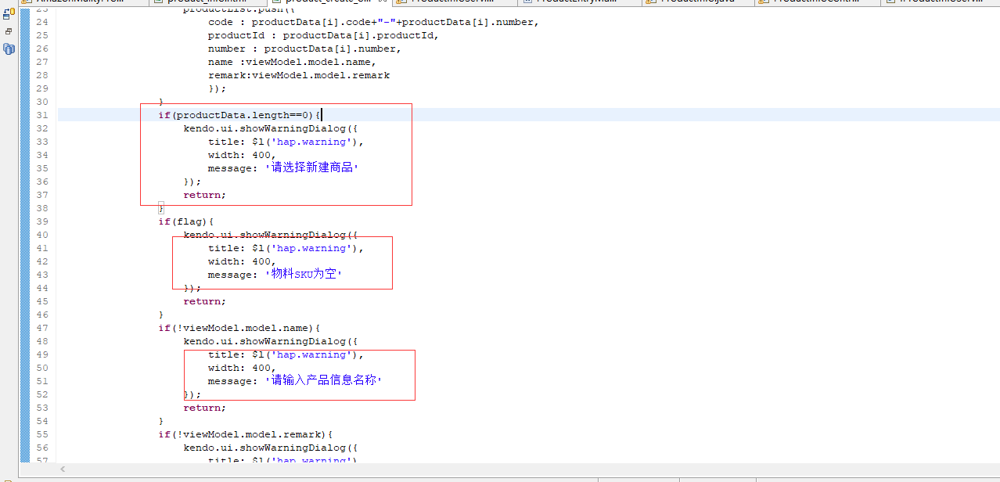 23 productList.push({
24 code : productData[i].code+"-"+productData[i].number,
25 productId : productData[i].productId,
26 number : productData[i].number,
27 name :viewModel.model.name,
28 remark:viewModel.model.remark
29 });
30 }
31 if(productData.length==0){
32 kendo.ui.showWarningDialog({
33 title: $l('hap.warning'),
34 width: 400,
35 message: '请选择新建商品'
36 });
37 return;
38 }
39 if(flag){
40 kendo.ui.showWarningDialog({
41 title: $l('hap.warning'),
42 width: 400,
43 message: '物料SKU为空'
44 });
45 return;
46 }
47 if(!viewModel.model.name){
48 kendo.ui.showWarningDialog({
49 title: $l('hap.warning'),
50 width: 400,
51 message: '请输入产品信息名称'
52 });
53 return;
54 }
55 if(!viewModel.model.remark){
56 kendo.ui.showWarningDialog({
57 title: $l('hap.warning'),